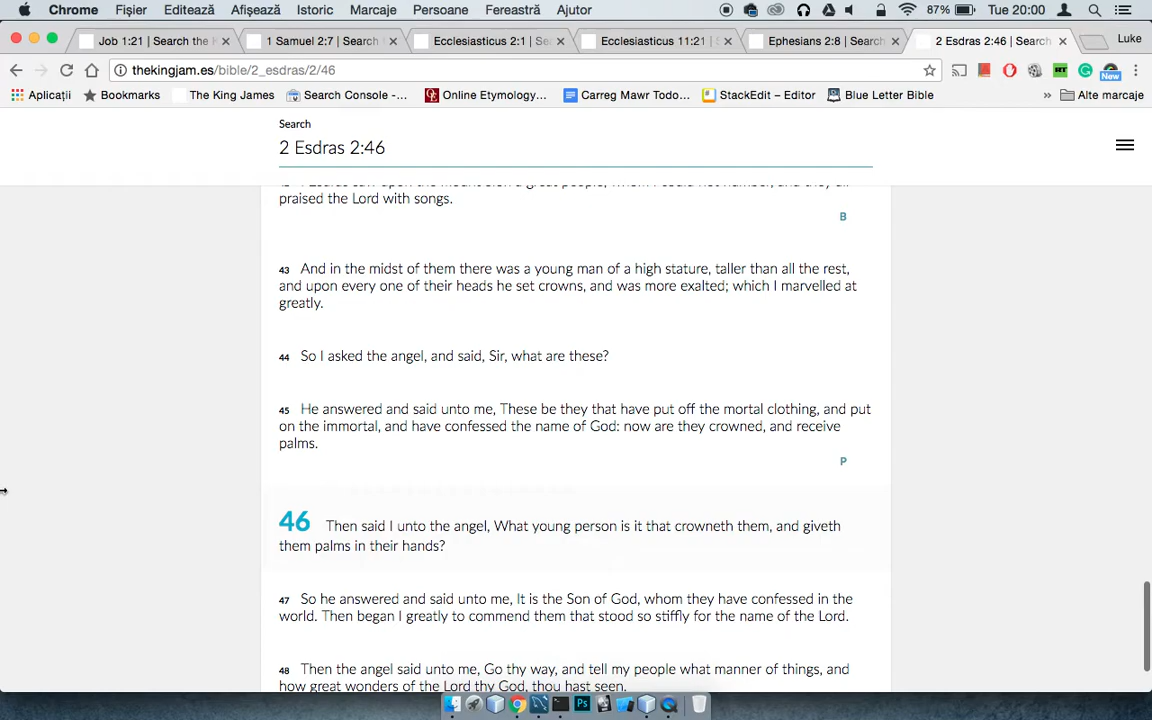 Chrome Fișier Editează Afișează Istoric Marcaje Persoane Fereastră Ajutor 87% Tue 20:00
Job 1:21 | Search the 1 Samuel 2:7 | Search Ecclesiasticus 2:1 | Se Ecclesiasticus 11:21 | S Ephesians 2:8 | Search 2 Esdras 2:46 | Search Luke
thekingjam.es/bible/2_esdras/2/46
New
Aplicații Bookmarks The King James Search Console -... Online Etymology... Carreg Mawr Todo... StackEdit – Editor Blue Letter Bible » Alte marcaje
Search
2 Esdras 2:46
praised the Lord with songs.
B
43 And in the midst of them there was a young man of a high stature, taller than all the rest,
and upon every one of their heads he set crowns, and was more exalted; which I marvelled at
greatly.
44 So I asked the angel, and said, Sir, what are these?
45 He answered and said unto me, These be they that have put off the mortal clothing, and put
on the immortal, and have confessed the name of God: now are they crowned, and receive
palms.
P
46 Then said I unto the angel, What young person is it that crowneth them, and giveth
them palms in their hands?
47 So he answered and said unto me, It is the Son of God, whom they have confessed in the
world. Then began I greatly to commend them that stood so stiffly for the name of the Lord.
48 Then the angel said unto me, Go thy way, and tell my people what manner of things, and
how great wonders of the Lord thy God, thou hast seen.
Ps